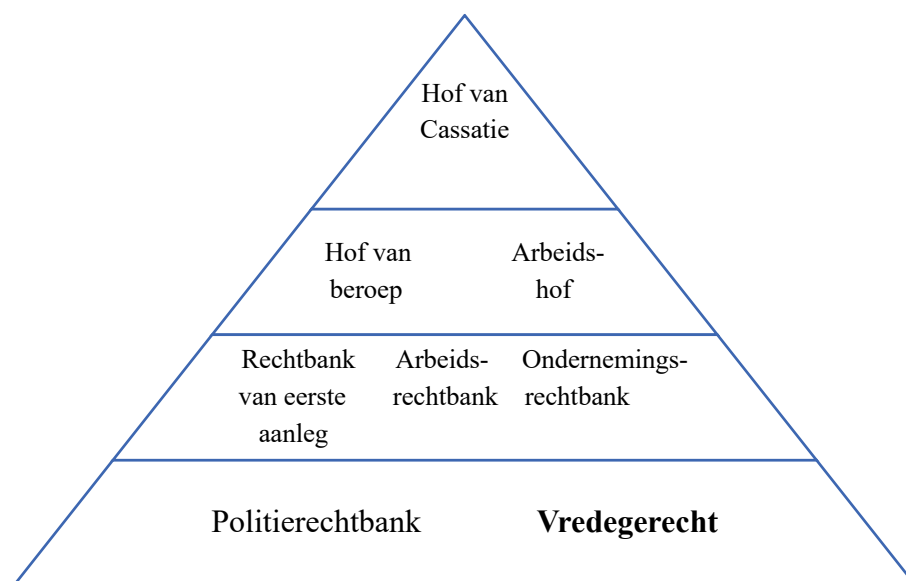 Hof van
Cassatie
Hof van
beroep
Arbeids-
hof
Rechtbank
van eerste
aanleg
Arbeids-
rechtbank
Ondernemings-
rechtbank
Politierechtbank
Vredegerecht